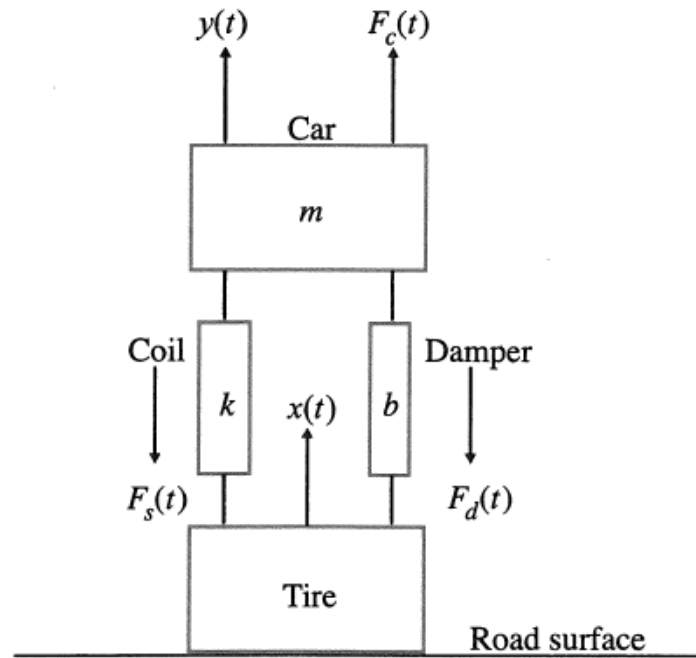 y(t)
F_c(t)
Car
m
Coil
Damper
k
x(t)
b
F_s(t)
F_d(t)
Tire
Road surface